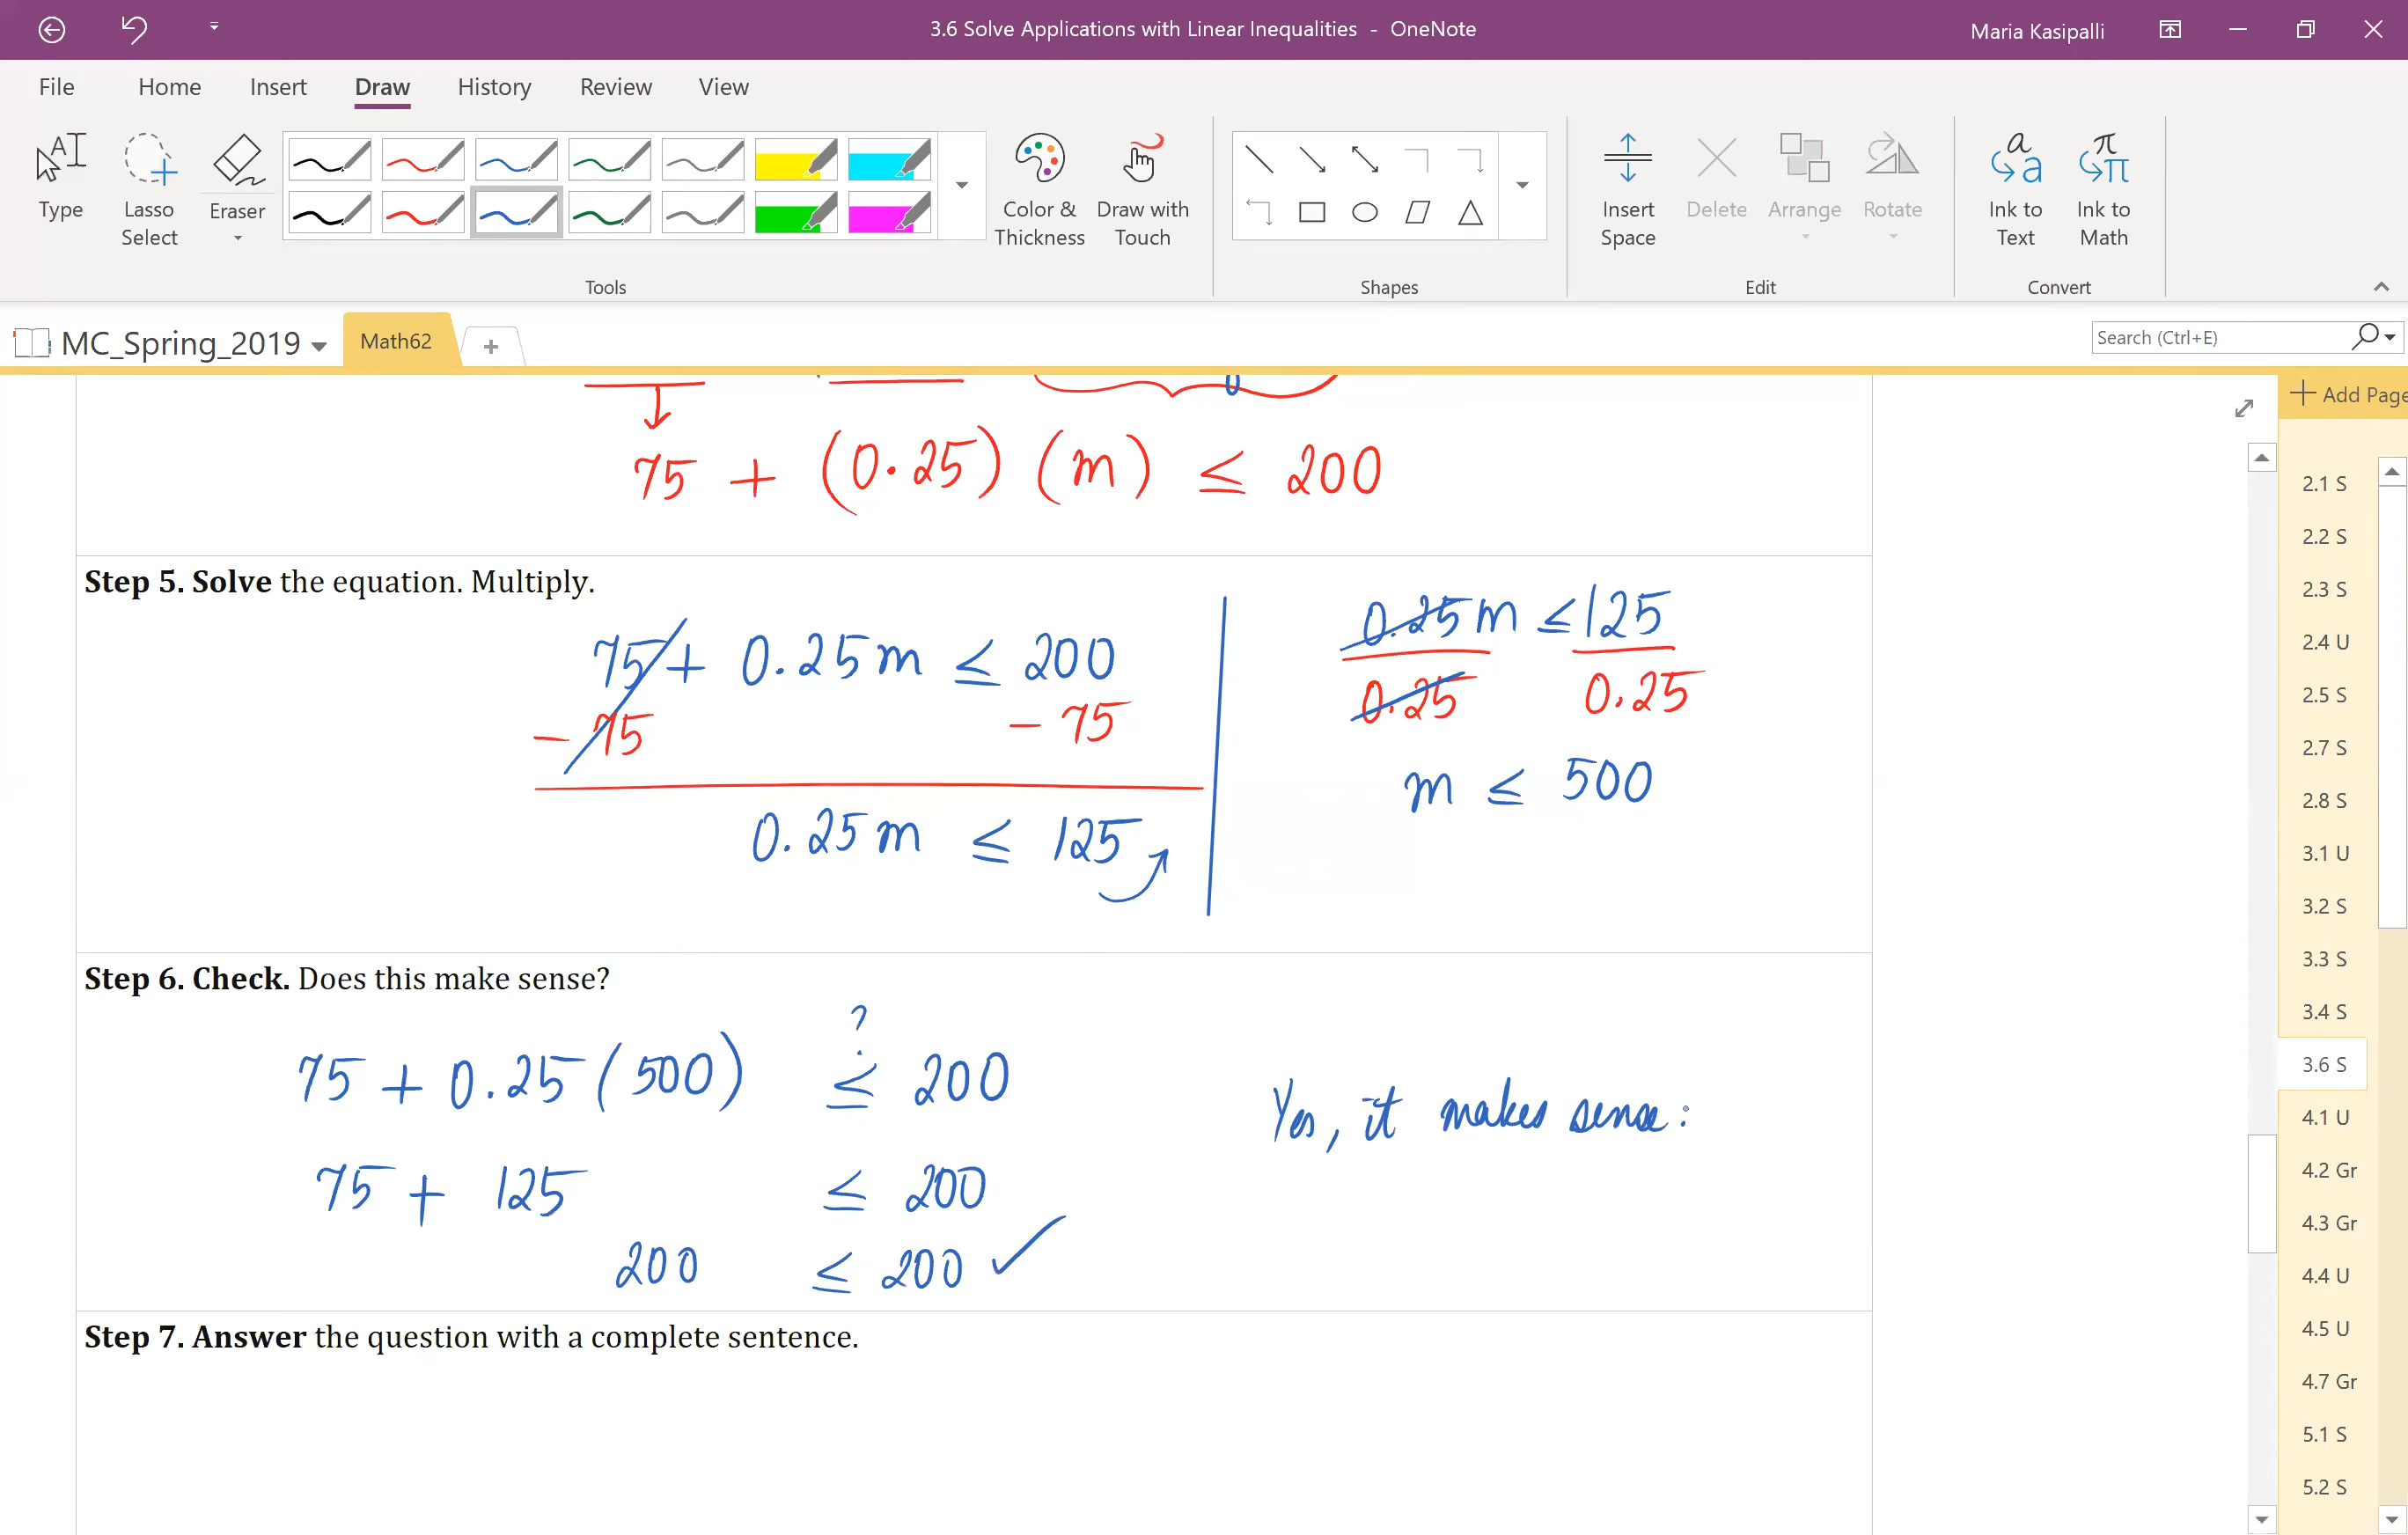 3.6 Solve Applications with Linear Inequalities - OneNote
Maria Kasipalli
File Home Insert Draw History Review View
Type
Lasso Select
Eraser
Color & Thickness
Draw with Touch
Insert Space
Delete
Arrange
Rotate
Ink to Text
Ink to Math
Tools
Shapes
Edit
Convert
MC_Spring_2019
Math62
Search (Ctrl+E)
Add Page
75 + (0.25) (m) ≤ 200
Step 5. Solve the equation. Multiply.
75 + 0.25m ≤ 200
- 75 - 75
0.25m ≤ 125
0.25m ≤ 125
0.25 0.25
m ≤ 500
Step 6. Check. Does this make sense?
?
75 + 0.25(500) ≤ 200
75 + 125 ≤ 200
200 ≤ 200 ✓
Yes, it makes sense:
Step 7. Answer the question with a complete sentence.
2.1 S
2.2 S
2.3 S
2.4 U
2.5 S
2.7 S
2.8 S
3.1 U
3.2 S
3.3 S
3.4 S
3.6 S
4.1 U
4.2 Gr
4.3 Gr
4.4 U
4.5 U
4.7 Gr
5.1 S
5.2 S